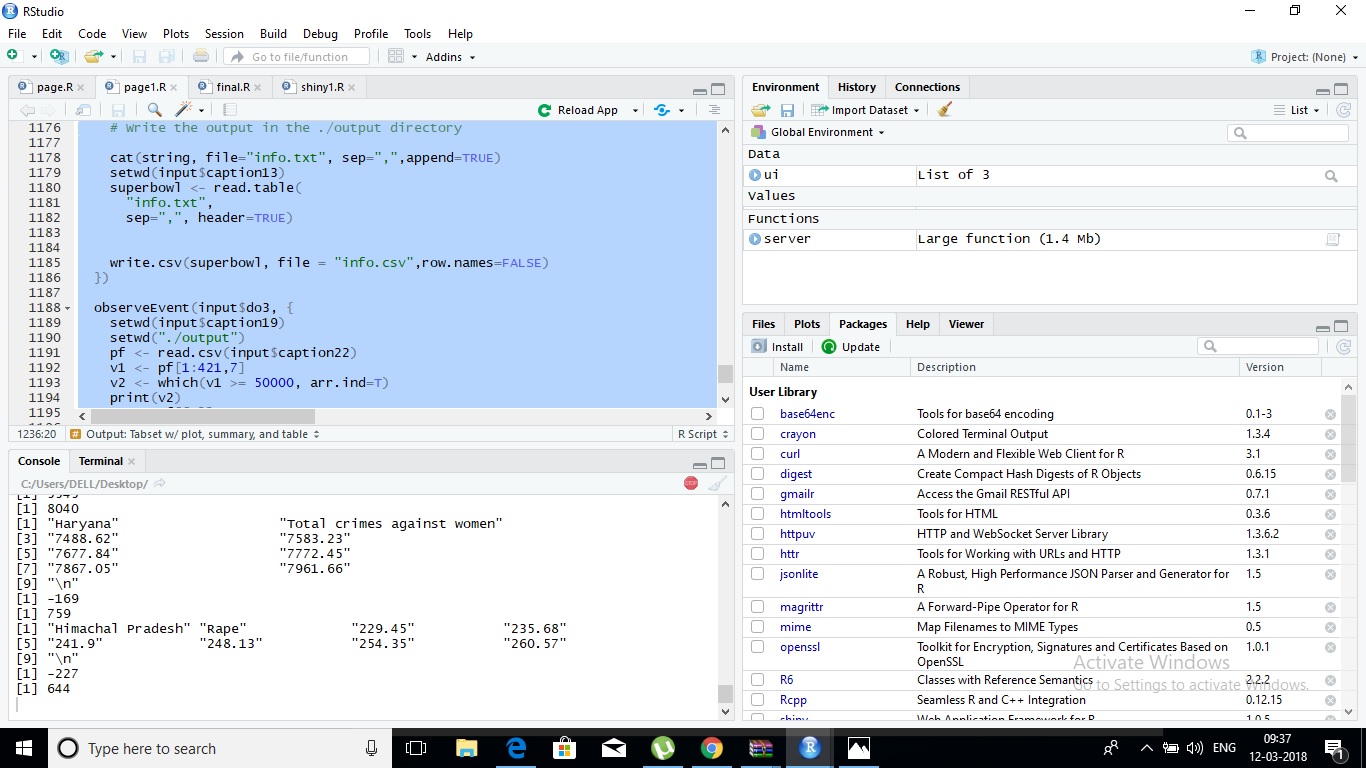 RStudio
File Edit Code View Plots Session Build Debug Profile Tools Help
Go to file/function Addins Project: (None)
page.R page1.R final.R shiny1.R
Reload App
1176 # Write the output in the ./output directory
1177
1178 cat(string, file="info.txt", sep=",",append=TRUE)
1179 setwd(input$caption13)
1180 superbowl <- read.table(
1181 "info.txt",
1182 sep=",", header=TRUE)
1183
1184
1185 write.csv(superbowl, file = "info.csv",row.names=FALSE)
1186 })
1187
1188 observeEvent(input$do3, {
1189 setwd(input$caption19)
1190 setwd("./output")
1191 pf <- read.csv(input$caption22)
1192 v1 <- pf[1:421,7]
1193 v2 <- which(v1 >= 50000, arr.ind=T)
1194 print(v2)
1195
1236:20 # Output: Tabset w/ plot, summary, and table R Script
Console Terminal
C:/Users/DELL/Desktop/ STOP
[1] 8040
[1] "Haryana" "Total crimes against women"
[3] "7488.62" "7583.23"
[5] "7677.84" "7772.45"
[7] "7867.05" "7961.66"
[9] "\n"
[1] -169
[1] 759
[1] "Himachal Pradesh" "Rape" "229.45" "235.68"
[5] "241.9" "248.13" "254.35" "260.57"
[9] "\n"
[1] -227
[1] 644
Environment History Connections
Import Dataset List
Global Environment
Data
ui List of 3
Values
Functions
server Large function (1.4 Mb)
Files Plots Packages Help Viewer
Install Update
Name Description Version
User Library
base64enc Tools for base64 encoding 0.1-3
crayon Colored Terminal Output 1.3.4
curl A Modern and Flexible Web Client for R 3.1
digest Create Compact Hash Digests of R Objects 0.6.15
gmailr Access the Gmail RESTful API 0.7.1
htmltools Tools for HTML 0.3.6
httpuv HTTP and WebSocket Server Library 1.3.6.2
httr Tools for Working with URLs and HTTP 1.3.1
jsonlite A Robust, High Performance JSON Parser and Generator for 1.5
R
magrittr A Forward-Pipe Operator for R 1.5
mime Map Filenames to MIME Types 0.5
openssl Toolkit for Encryption, Signatures and Certificates Based on 1.0.1
OpenSSL
R6 Classes with Reference Semantics 2.2.2
Rcpp Seamless R and C++ Integration 0.12.15
shiny Web Application Framework for R 1.0.5
Activate Windows
Go to Settings to activate Windows.
Type here to search
ENG 09:37
12-03-2018 1